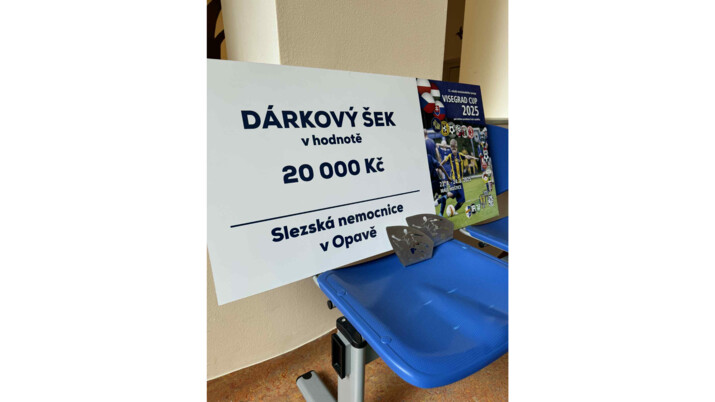 DÁRKOVÝ ŠEK
v hodnotě
20 000 Kč
Slezská nemocnice
v Opavě
VISEGRAD CUP
2025